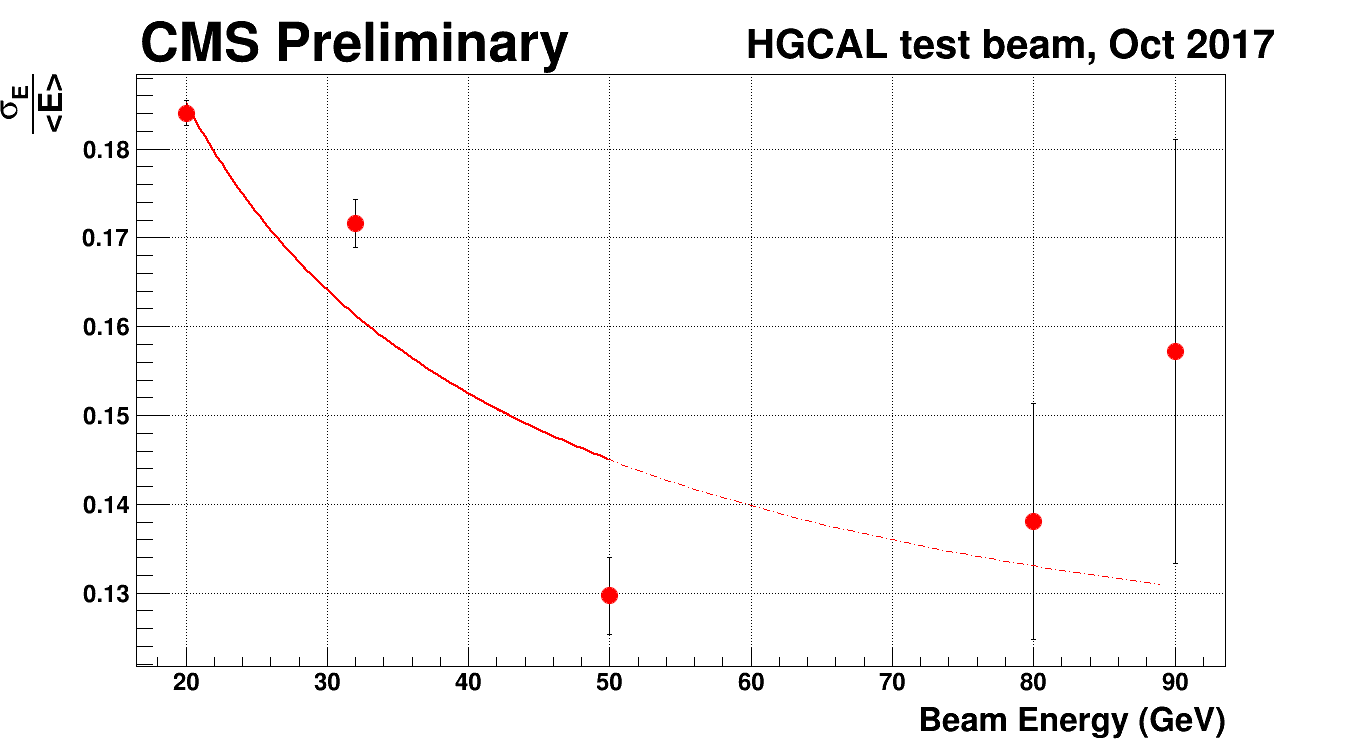 CMS Preliminary
HGCAL test beam, Oct 2017
σE
<E>
0.18
0.17
0.16
0.15
0.14
0.13
20 30 40 50 60 70 80 90
Beam Energy (GeV)